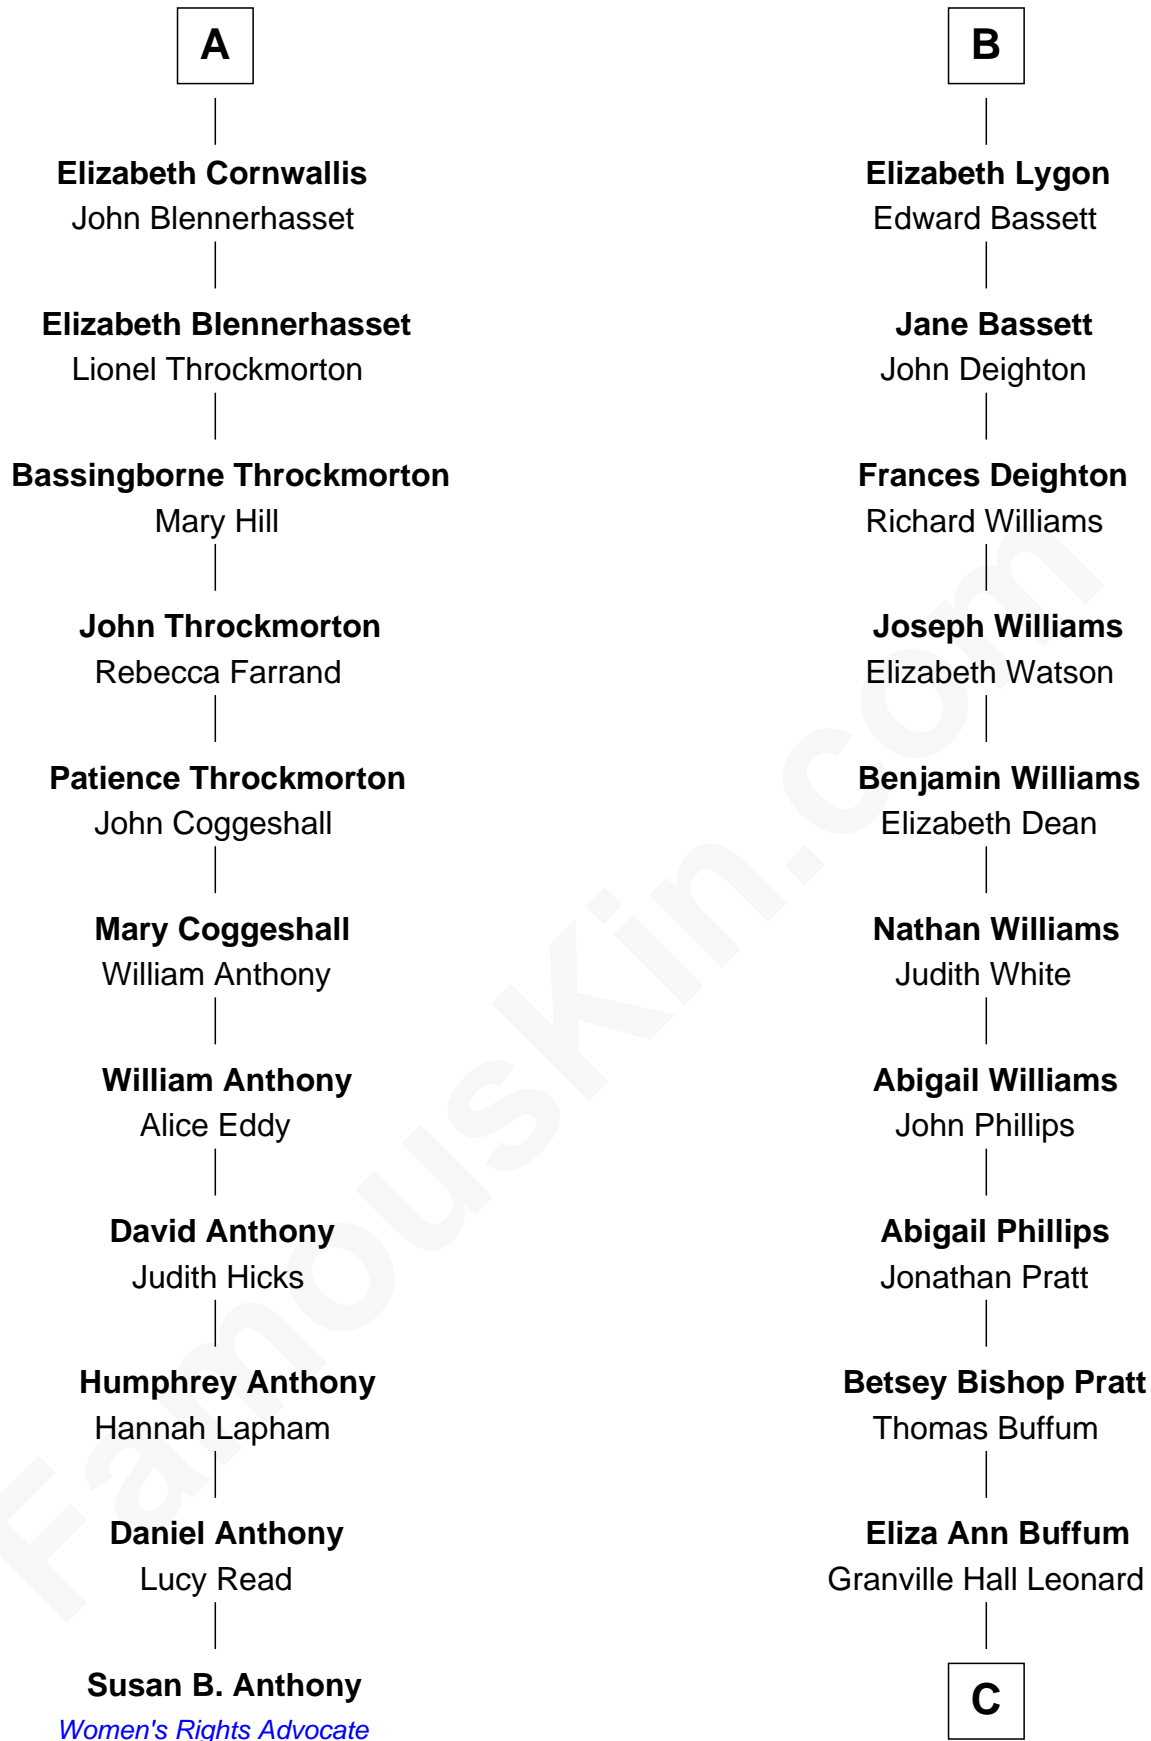 A
Elizabeth Cornwallis
John Blennerhasset
Elizabeth Blennerhasset
Lionel Throckmorton
Bassingborne Throckmorton
Mary Hill
John Throckmorton
Rebecca Farrand
Patience Throckmorton
John Coggeshall
Mary Coggeshall
William Anthony
William Anthony
Alice Eddy
David Anthony
Judith Hicks
Humphrey Anthony
Hannah Lapham
Daniel Anthony
Lucy Read
Susan B. Anthony
Women's Rights Advocate
B
Elizabeth Lygon
Edward Bassett
Jane Bassett
John Deighton
Frances Deighton
Richard Williams
Joseph Williams
Elizabeth Watson
Benjamin Williams
Elizabeth Dean
Nathan Williams
Judith White
Abigail Williams
John Phillips
Abigail Phillips
Jonathan Pratt
Betsey Bishop Pratt
Thomas Buffum
Eliza Ann Buffum
Granville Hall Leonard
C
FamousKin.com